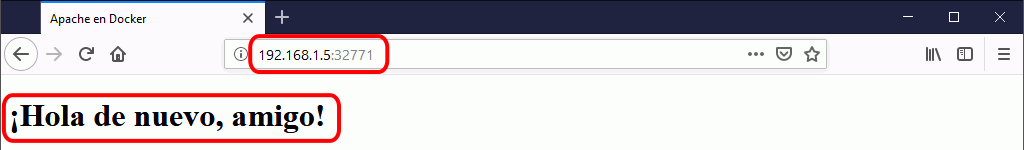 Apache en Docker
192.168.1.5:32771
¡Hola de nuevo, amigo!